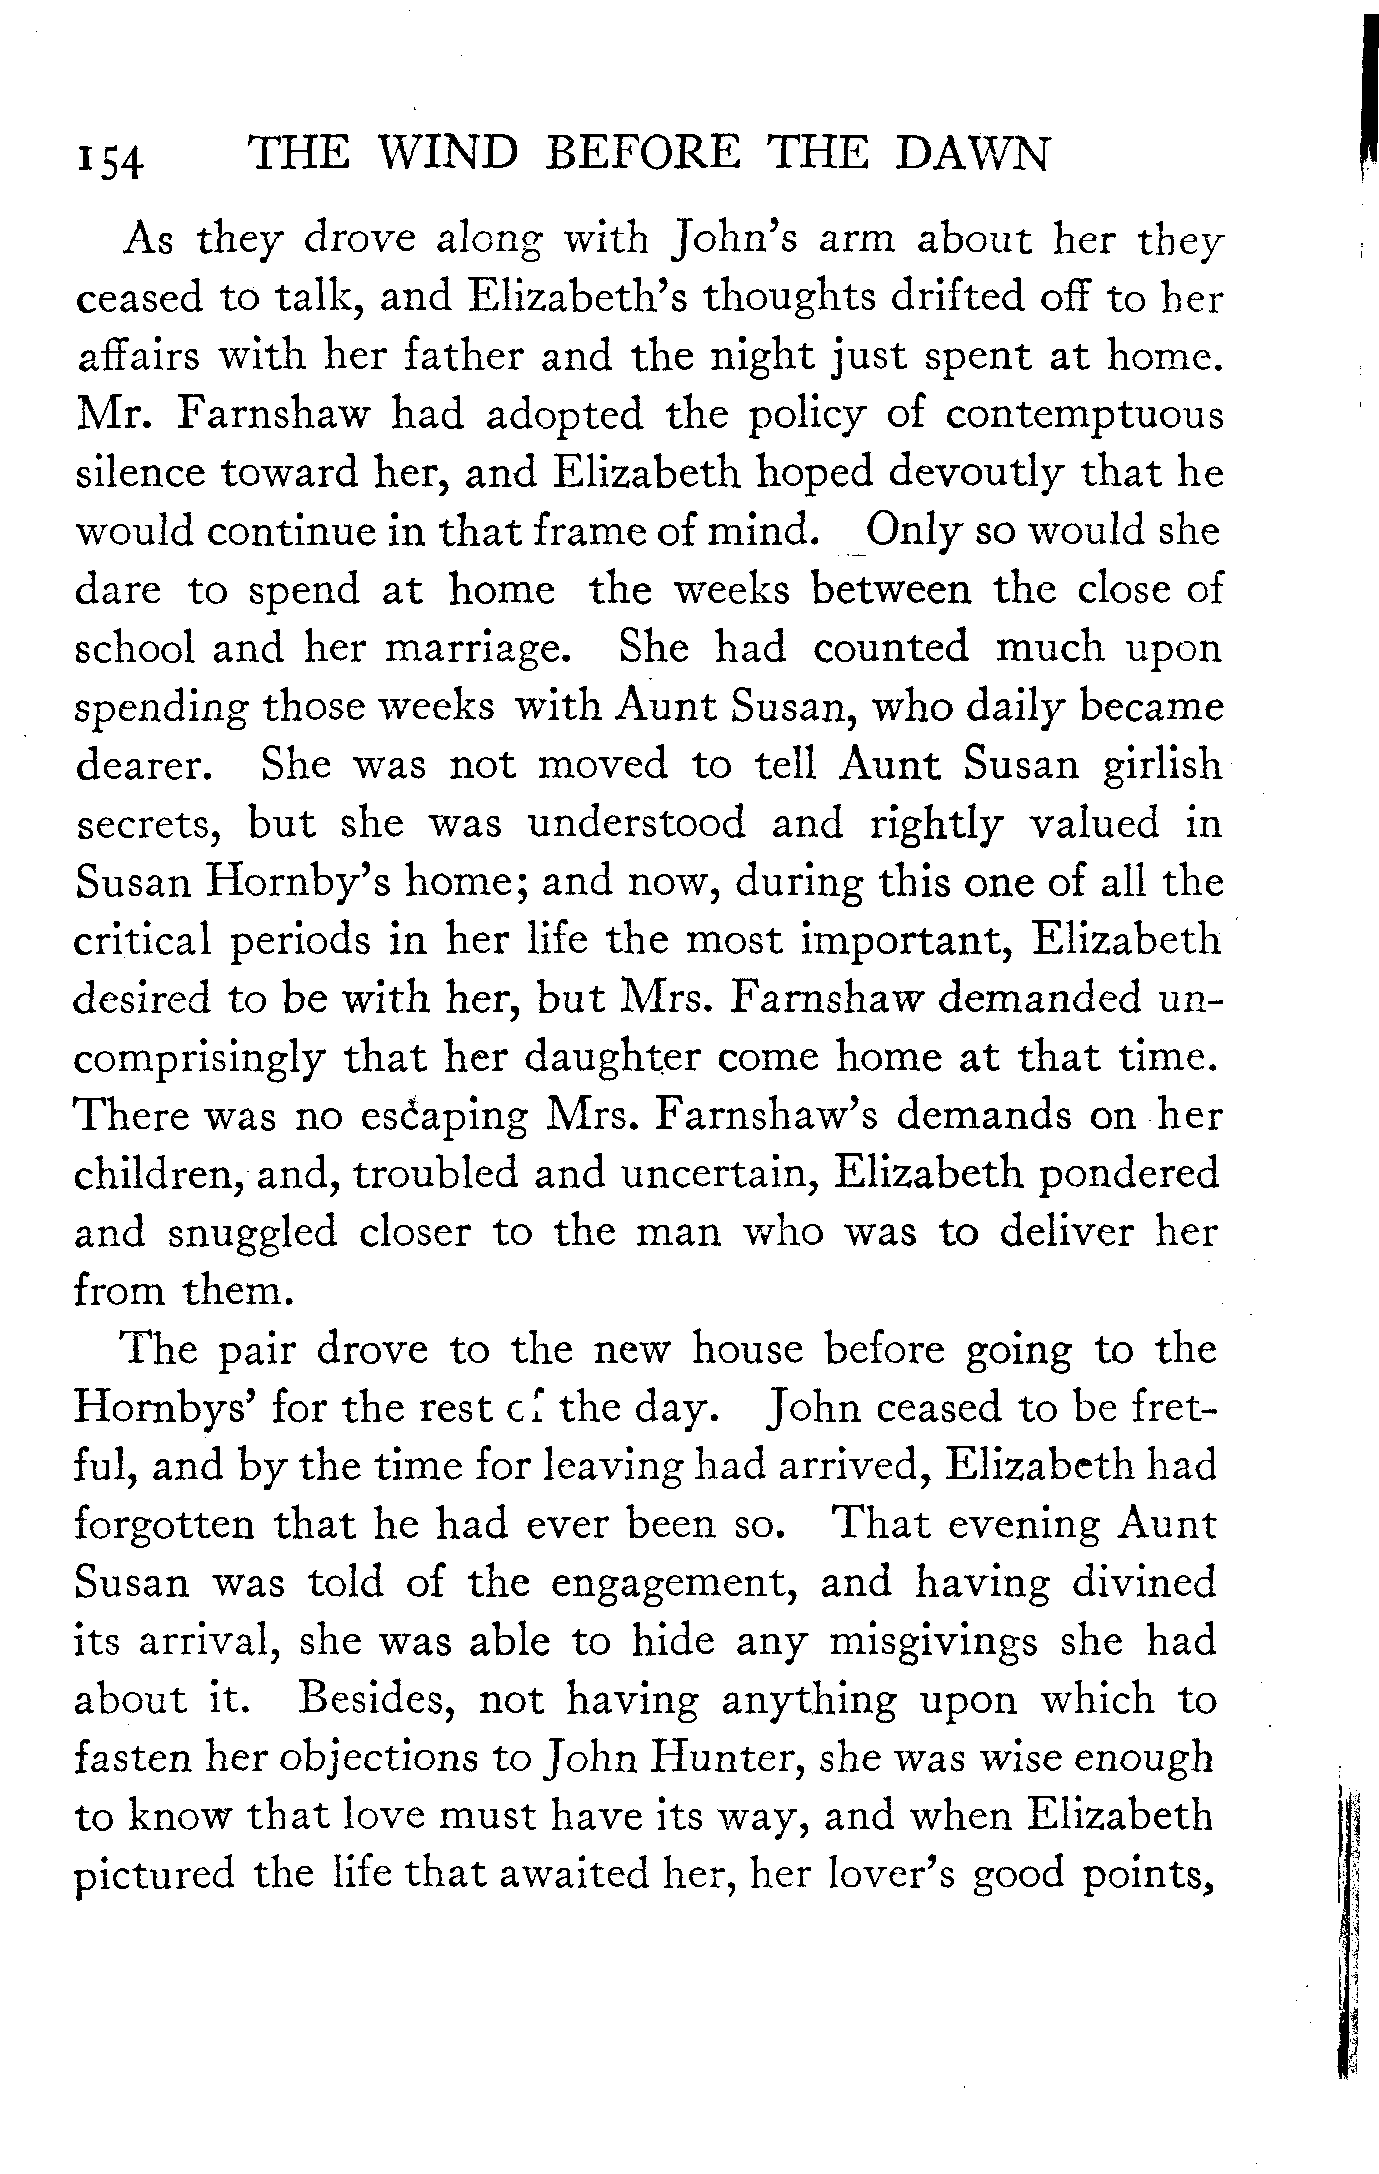 154 THE WIND BEFORE THE DAWN
As they drove along with John's arm about her they
ceased to talk, and Elizabeth's thoughts drifted off to her
affairs with her father and the night just spent at home.
Mr. Farnshaw had adopted the policy of contemptuous
silence toward her, and Elizabeth hoped devoutly that he
would continue in that frame of mind. Only so would she
dare to spend at home the weeks between the close of
school and her marriage. She had counted much upon
spending those weeks with Aunt Susan, who daily became
dearer. She was not moved to tell Aunt Susan girlish
secrets, but she was understood and rightly valued in
Susan Hornby's home; and now, during this one of all the
critical periods in her life the most important, Elizabeth
desired to be with her, but Mrs. Farnshaw demanded un-
comprisingly that her daughter come home at that time.
There was no escaping Mrs. Farnshaw's demands on her
children, and, troubled and uncertain, Elizabeth pondered
and snuggled closer to the man who was to deliver her
from them.
The pair drove to the new house before going to the
Hornbys' for the rest of the day. John ceased to be fret-
ful, and by the time for leaving had arrived, Elizabeth had
forgotten that he had ever been so. That evening Aunt
Susan was told of the engagement, and having divined
its arrival, she was able to hide any misgivings she had
about it. Besides, not having anything upon which to
fasten her objections to John Hunter, she was wise enough
to know that love must have its way, and when Elizabeth
pictured the life that awaited her, her lover's good points,